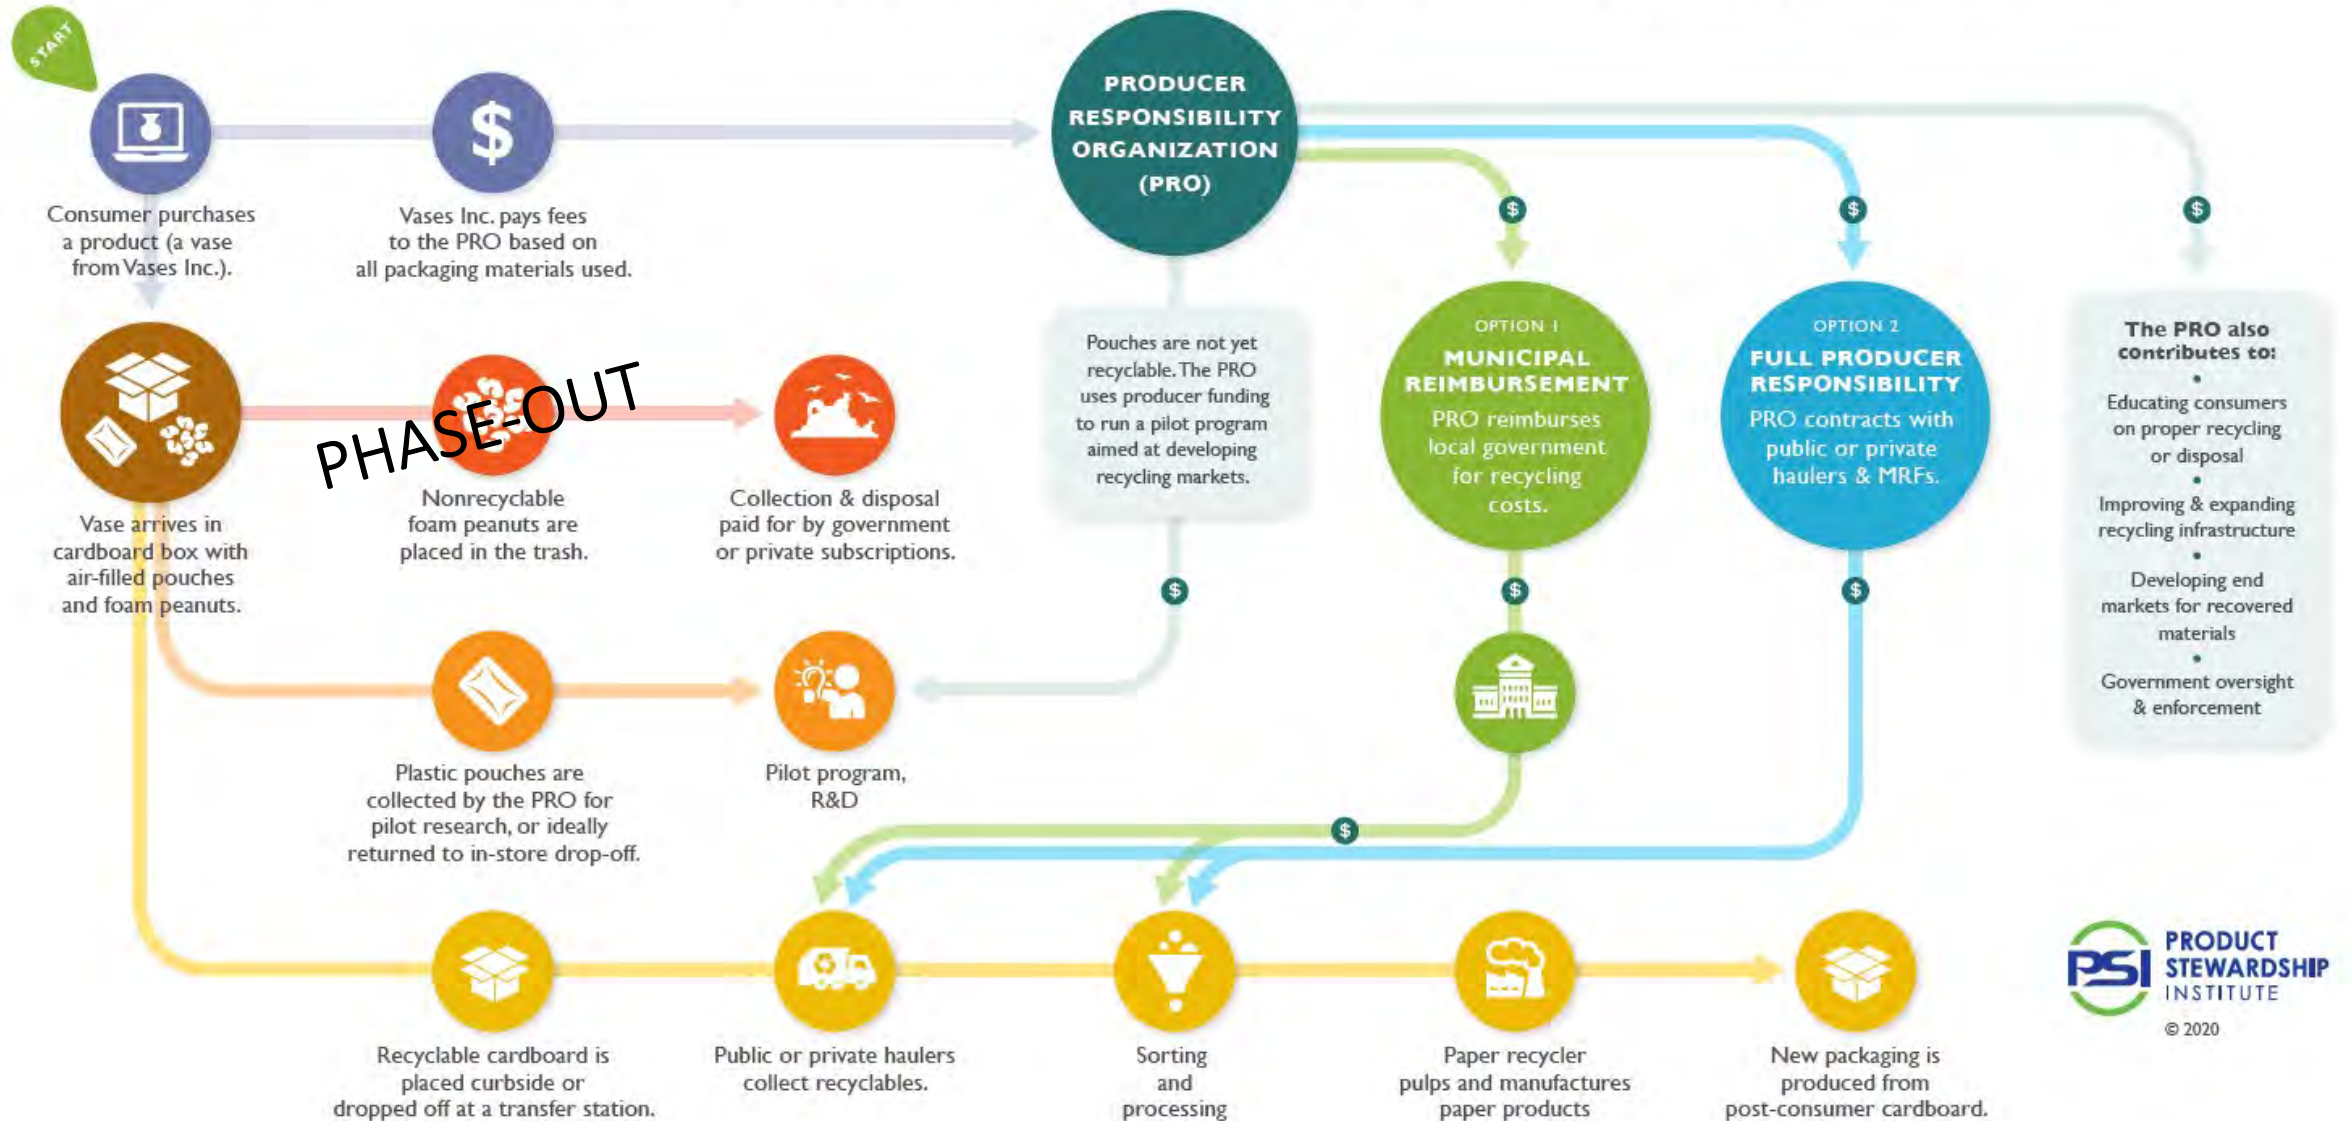 START
PRODUCER
RESPONSIBILITY
ORGANIZATION
(PRO)
$
Consumer purchases
a product (a vase
from Vases Inc.).
Vases Inc. pays fees
to the PRO based on
all packaging materials used.
$
$
$
Vase arrives in
cardboard box with
air-filled pouches
and foam peanuts.
PHASE-OUT
Nonrecyclable
foam peanuts are
placed in the trash.
Collection & disposal
paid for by government
or private subscriptions.
Pouches are not yet
recyclable. The PRO
uses producer funding
to run a pilot program
aimed at developing
recycling markets.
OPTION 1
MUNICIPAL
REIMBURSEMENT
PRO reimburses
local government
for recycling
costs.
OPTION 2
FULL PRODUCER
RESPONSIBILITY
PRO contracts with
public or private
haulers & MRFs.
The PRO also
contributes to:
•
Educating consumers
on proper recycling
or disposal
•
Improving & expanding
recycling infrastructure
•
Developing end
markets for recovered
materials
•
Government oversight
& enforcement
$
$
$
Plastic pouches are
collected by the PRO for
pilot research, or ideally
returned to in-store drop-off.
Pilot program,
R&D
$
Recyclable cardboard is
placed curbside or
dropped off at a transfer station.
Public or private haulers
collect recyclables.
Sorting
and
processing
Paper recycler
pulps and manufactures
paper products
New packaging is
produced from
post-consumer cardboard.
PSI
PRODUCT
STEWARDSHIP
INSTITUTE
© 2020